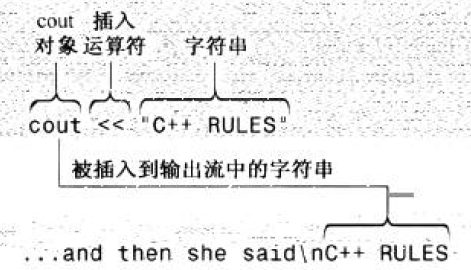 cout 插入
对象 运算符 字符串
cout << "C++ RULES"
被插入到输出流中的字符串
...and then she said\nC++ RULES